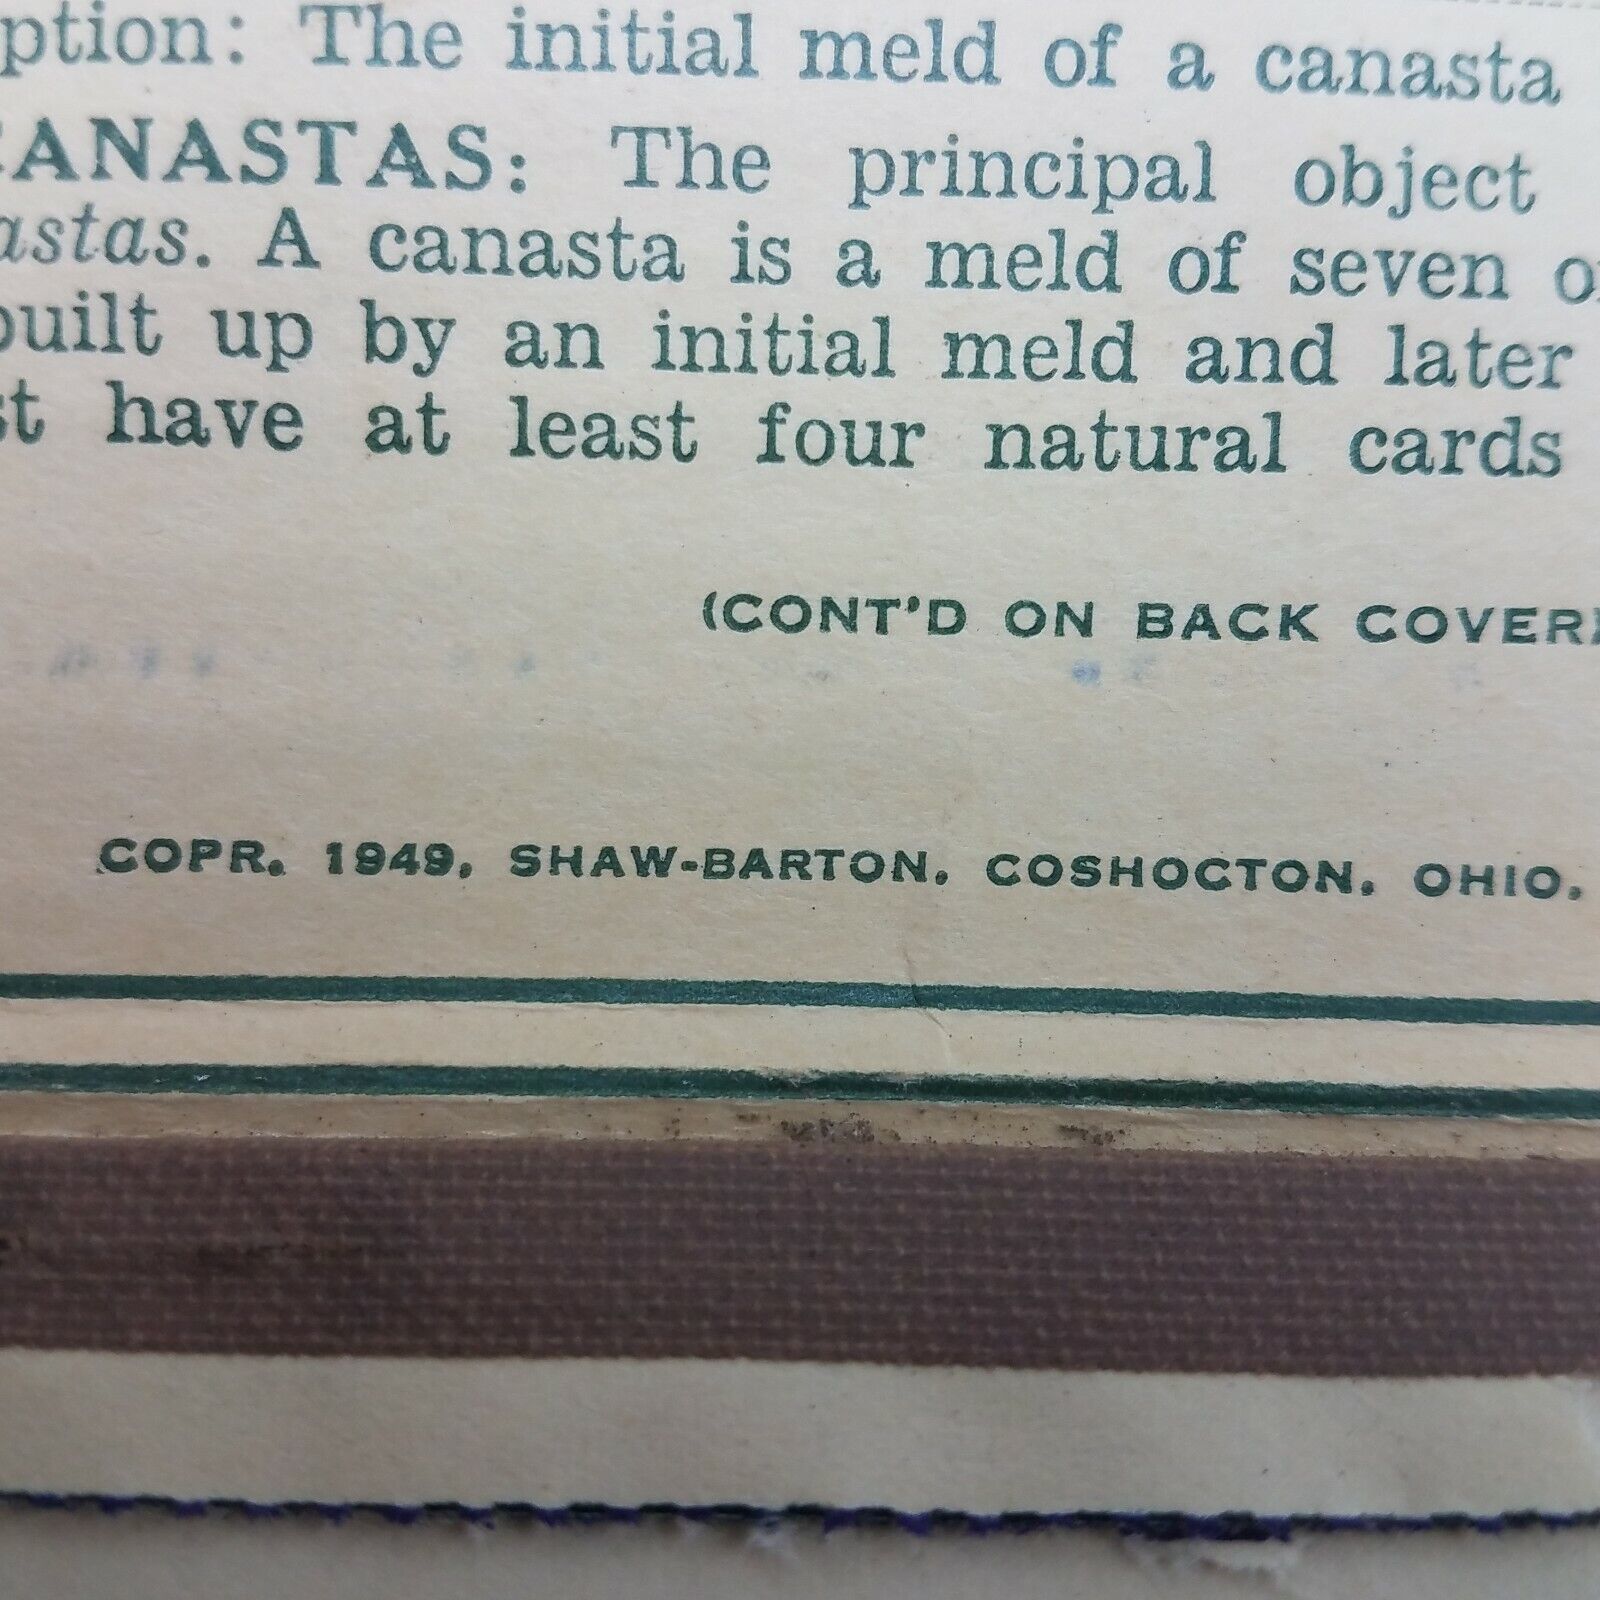 ption: The initial meld of a canasta
CANASTAS: The principal object
astas. A canasta is a meld of seven o
built up by an initial meld and later
st have at least four natural cards
(CONT'D ON BACK COVER)
COPR. 1949, SHAW-BARTON, COSHOCTON, OHIO.